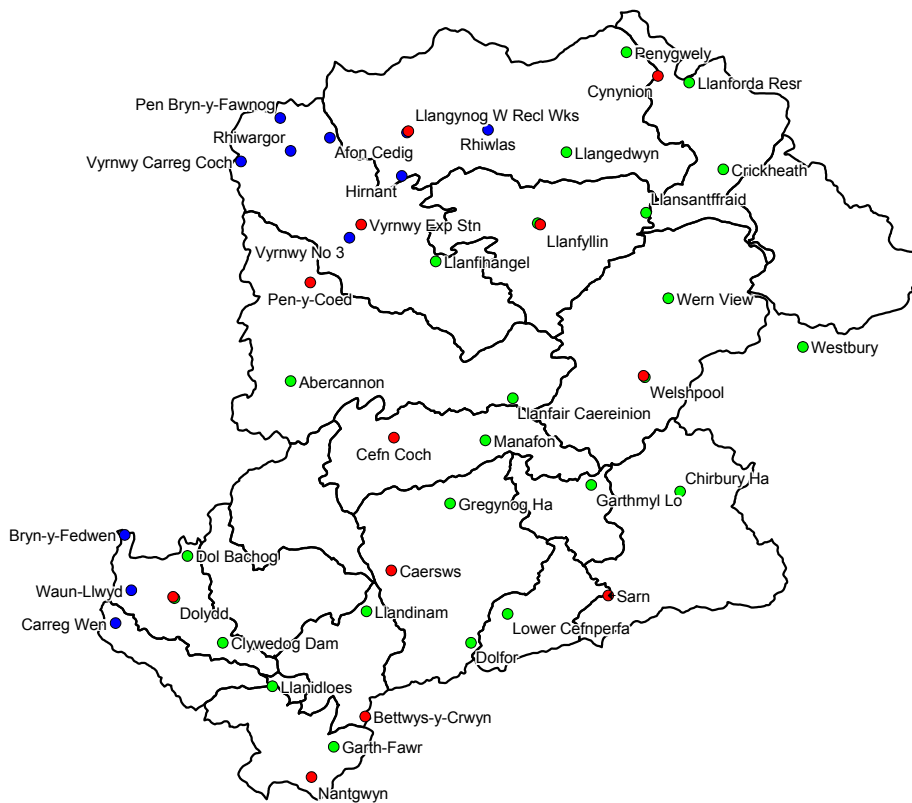 Penygwely
Cynynion
Llanforda Resr
Pen Bryn-y-Fawnog
Llangynog W Recl Wks
Rhiwargor
Rhiwlas
Afon Cedig
Llangedwyn
Vyrnwy Carreg Coch
Crickheath
Hirnant
Llansantffraid
Vyrnwy Exp Stn
Llanfyllin
Vyrnwy No 3
Llanfihangel
Pen-y-Coed
Wern View
Westbury
Abercannon
Welshpool
Llanfair Caereinion
Manafon
Cefn Coch
Chirbury Ha
Garthmyl Lo
Gregynog Ha
Bryn-y-Fedwen
Dol Bachog
Caersws
Waun-Llwyd
Sarn
Dolydd
Llandinam
Lower Cefnperfa
Carreg Wen
Clywedog Dam
Dolfor
Llanidloes
Bettwys-y-Crwyn
Garth-Fawr
Nantgwyn